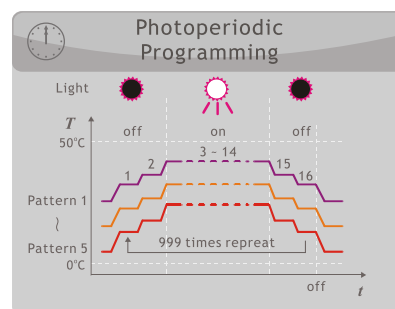 Photoperiodic
Programming
Light
T
off on off
50°C
3 ~ 14
1 2 15 16
Pattern 1
~
Pattern 5
999 times repreat
0°C
off
t